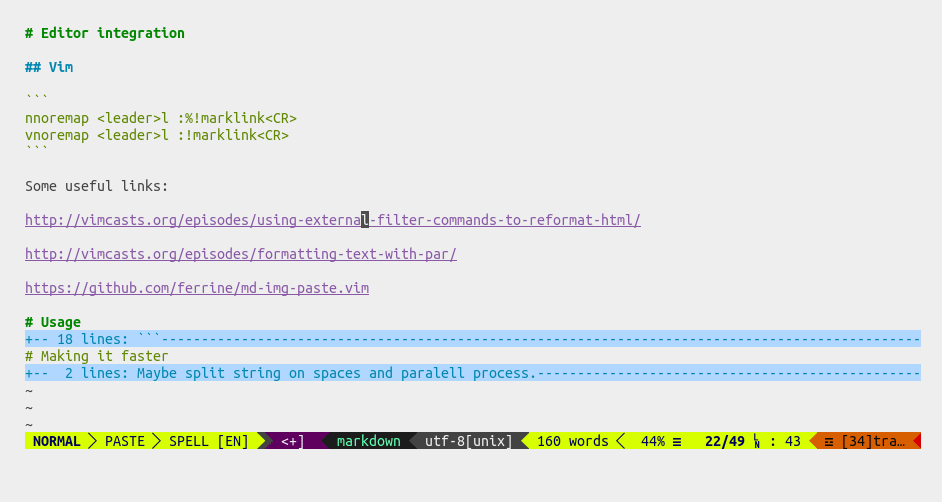 # Editor integration
## Vim
```
nnoremap <leader>l :%!marklink<CR>
vnoremap <leader>l :!marklink<CR>
```
Some useful links:
http://vimcasts.org/episodes/using-external-filter-commands-to-reformat-html/
http://vimcasts.org/episodes/formatting-text-with-par/
https://github.com/ferrine/md-img-paste.vim
# Usage
+-- 18 lines: ```-----------------------------------------------------------------------------------------------
# Making it faster
+--  2 lines: Maybe split string on spaces and paralell process.------------------------------------------------
~
~
~
NORMAL PASTE SPELL [EN] <+] markdown utf-8[unix] 160 words 44% ≡ 22/49 ␤ : 43 ☲ [34]tra…